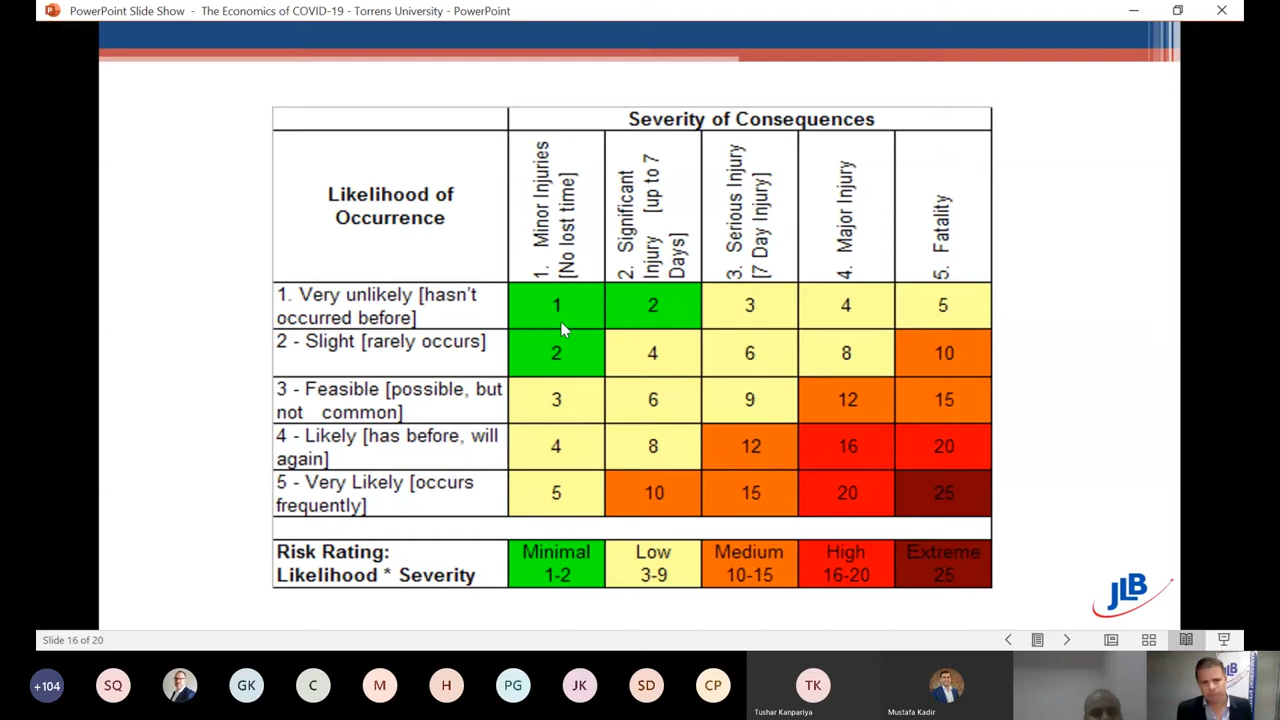 PowerPoint Slide Show - The Economics of COVID-19 - Torrens University - PowerPoint
Severity of Consequences
Likelihood of
Occurrence
1. Minor Injuries
[No lost time]
2. Significant
Injury [up to 7
Days]
3. Serious Injury
[7 Day Injury]
4. Major Injury
5. Fatality
1. Very unlikely [hasn't
occurred before]
1 2 3 4 5
2 - Slight [rarely occurs]
2 4 6 8 10
3 - Feasible [possible, but
not common]
3 6 9 12 15
4 - Likely [has before, will
again]
4 8 12 16 20
5 - Very Likely [occurs
frequently]
5 10 15 20 25
Risk Rating:
Likelihood * Severity
Minimal
1-2
Low
3-9
Medium
10-15
High
16-20
Extreme
25
JLB
Slide 16 of 20
+104 SQ GK C M H PG JK SD CP TK
Tushar Kanpariya
Mustafa Kadir